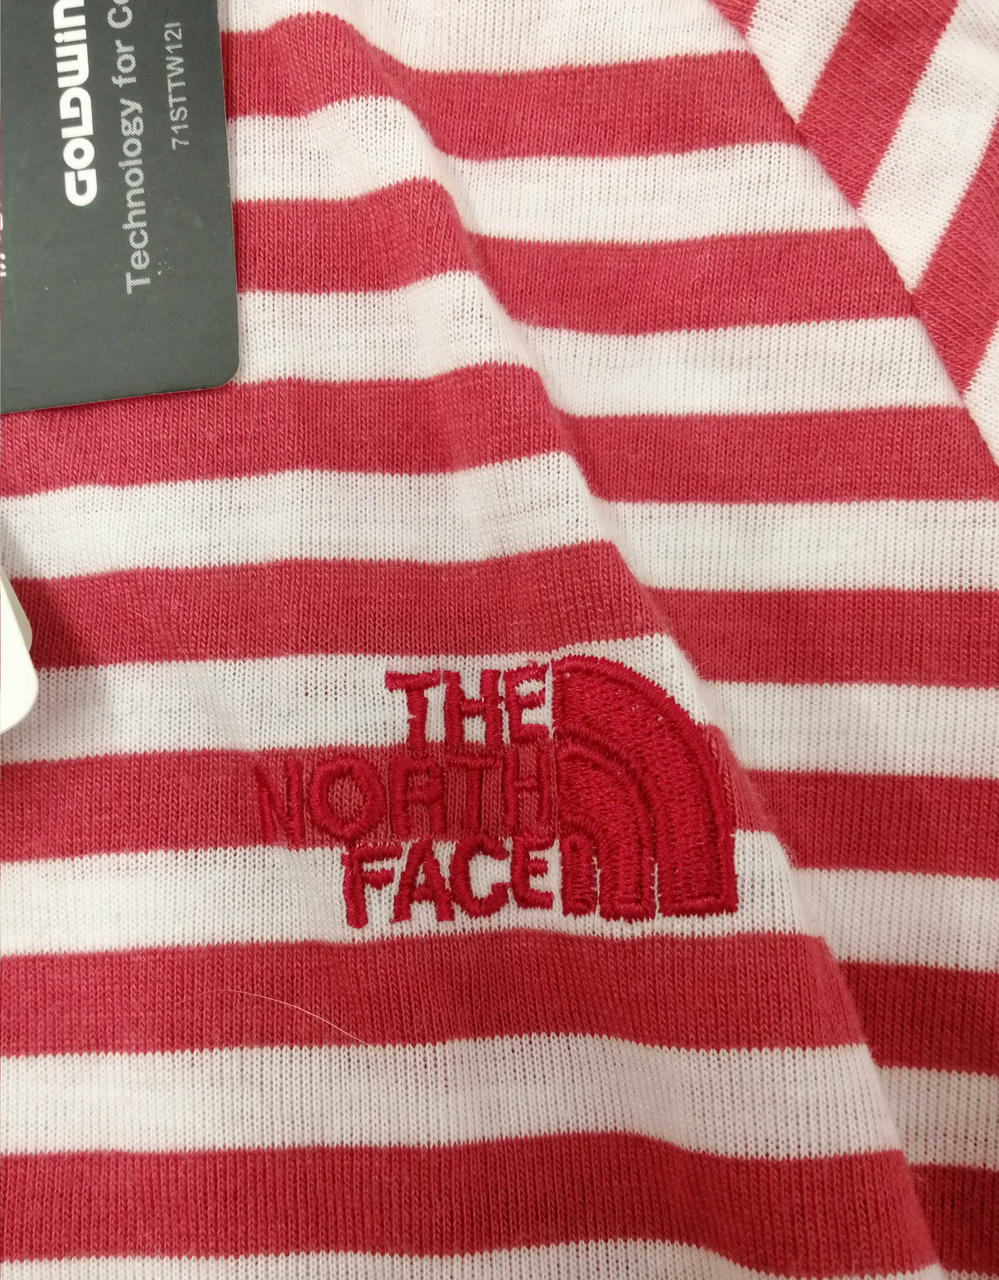 GOLDWin
Technology for Co
71STTW12I
THE
NORTH
FACE